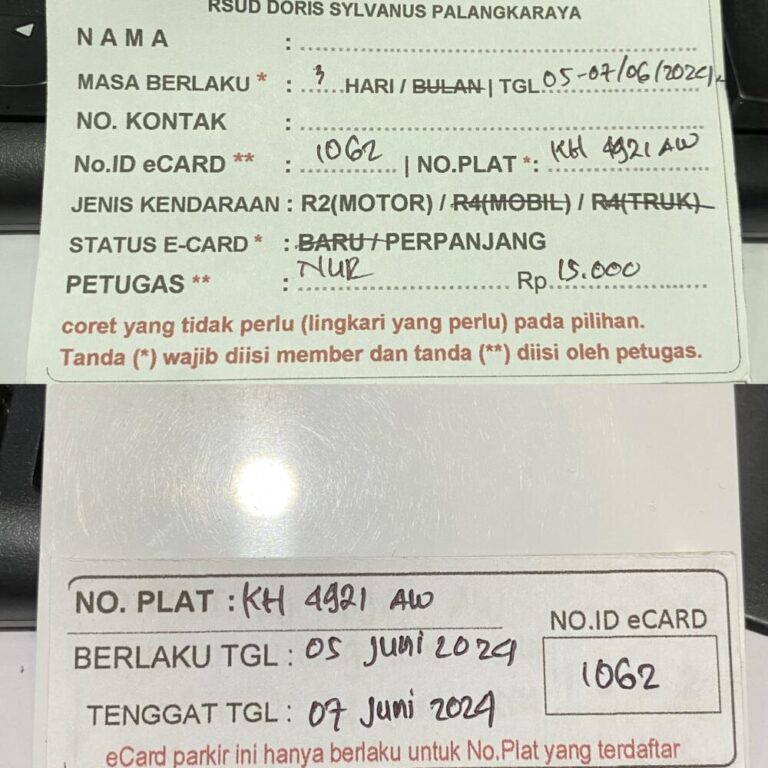 RSUD DORIS SYLVANUS PALANGKARAYA
NAMA :
MASA BERLAKU * : 3 HARI / BULAN | TGL 05-07/06/2024
NO. KONTAK :
No.ID eCARD ** : 1062 | NO.PLAT *: KH 4921 AW
JENIS KENDARAAN : R2(MOTOR) / R4(MOBIL) / R4(TRUK)
STATUS E-CARD * : BARU / PERPANJANG
PETUGAS ** : NUR Rp 15.000
coret yang tidak perlu (lingkari yang perlu) pada pilihan.
Tanda (*) wajib diisi member dan tanda (**) diisi oleh petugas.
NO. PLAT : KH 4921 AW
NO.ID eCARD
BERLAKU TGL : 05 Juni 2024
1062
TENGGAT TGL : 07 Juni 2024
eCard parkir ini hanya berlaku untuk No.Plat yang terdaftar